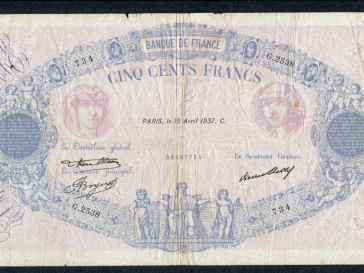 BANQUE DE FRANCE
734
G.2538
CINQ CENTS FRANCS
PARIS, le 15 Avril 1937. C.
Le Contrôleur général,
Le Secrétaire Général,
Le Caissier principal,
G.2538
734